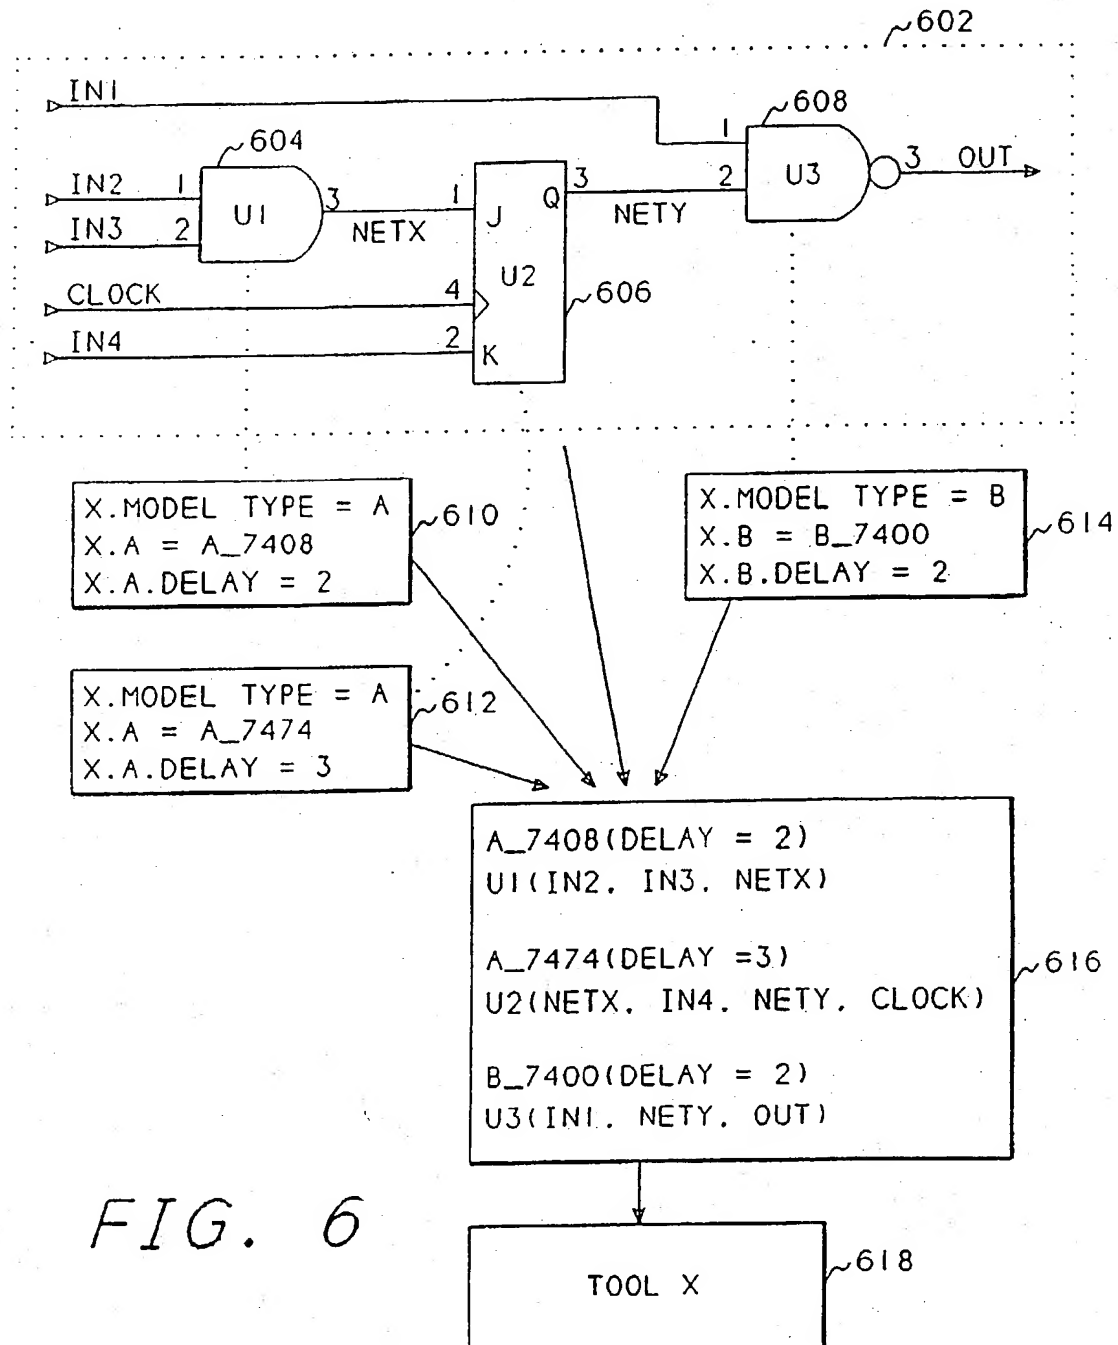 602
IN1
608
1
604
3 OUT
IN2 1
U1
3
1
J
Q 3
2
U3
IN3 2
NETX
NETY
U2
CLOCK 4
606
IN4 2
K
X.MODEL TYPE = A
X.A = A_7408
X.A.DELAY = 2
610
X.MODEL TYPE = B
X.B = B_7400
X.B.DELAY = 2
614
X.MODEL TYPE = A
X.A = A_7474
X.A.DELAY = 3
612
A_7408(DELAY = 2)
U1(IN2, IN3, NETX)
A_7474(DELAY =3)
U2(NETX, IN4, NETY, CLOCK)
616
B_7400(DELAY = 2)
U3(IN1, NETY, OUT)
FIG. 6
618
TOOL X